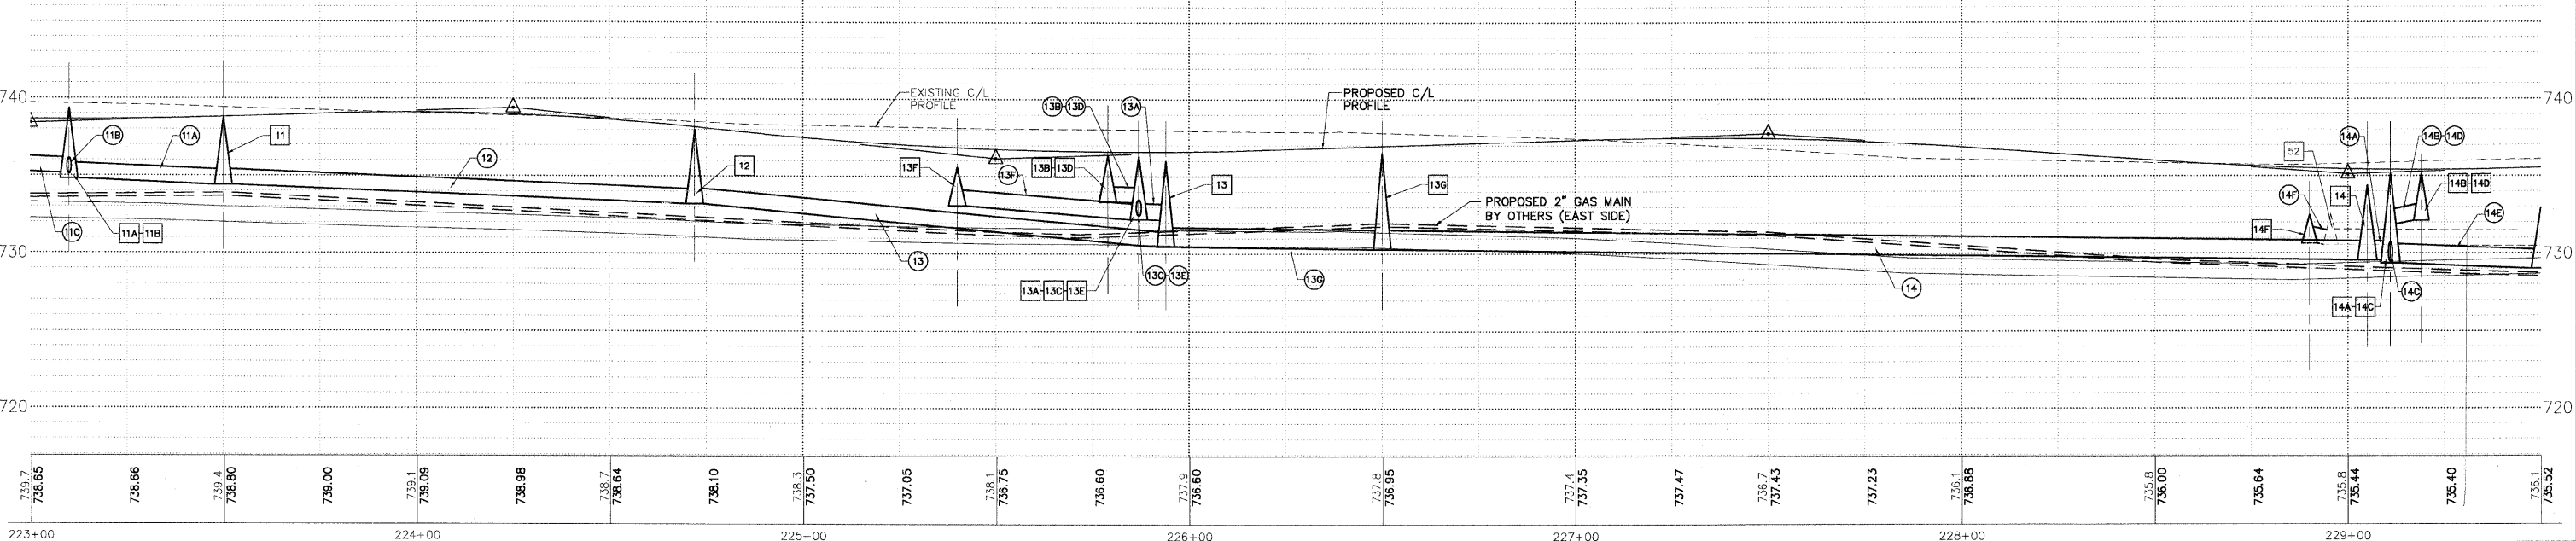 740
740
EXISTING C/L
PROFILE
PROPOSED C/L
PROFILE
11B
11A
11
12
12
13F
13F
13B
13D
13B
13D
13A
13
13G
14A
14B
14D
52
14F
14
14B
14D
PROPOSED 2" GAS MAIN
BY OTHERS (EAST SIDE)
11C
11A
11B
14F
14E
730
730
13
13A
13C
13E
13C
13E
13G
14
14A
14C
14C
720
720
739.7
738.65
738.66
739.4
738.80
739.00
739.1
739.09
738.98
738.7
738.64
738.10
738.3
737.50
737.05
738.1
736.75
736.60
737.9
736.60
737.8
736.95
737.4
737.35
737.47
736.7
737.43
737.23
736.1
736.88
735.8
736.00
735.64
735.8
735.44
735.40
736.1
735.52
223+00
224+00
225+00
226+00
227+00
228+00
229+00